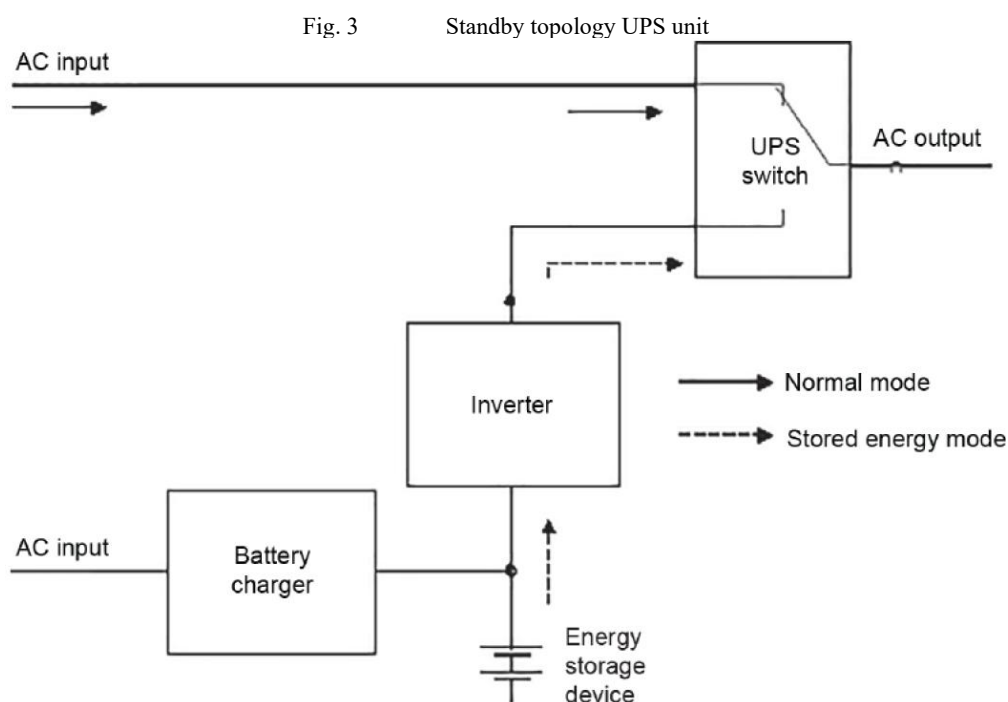 Fig. 3 Standby topology UPS unit
AC input
UPS
switch
AC output
Inverter
Normal mode
Stored energy mode
AC input
Battery
charger
Energy
storage
device